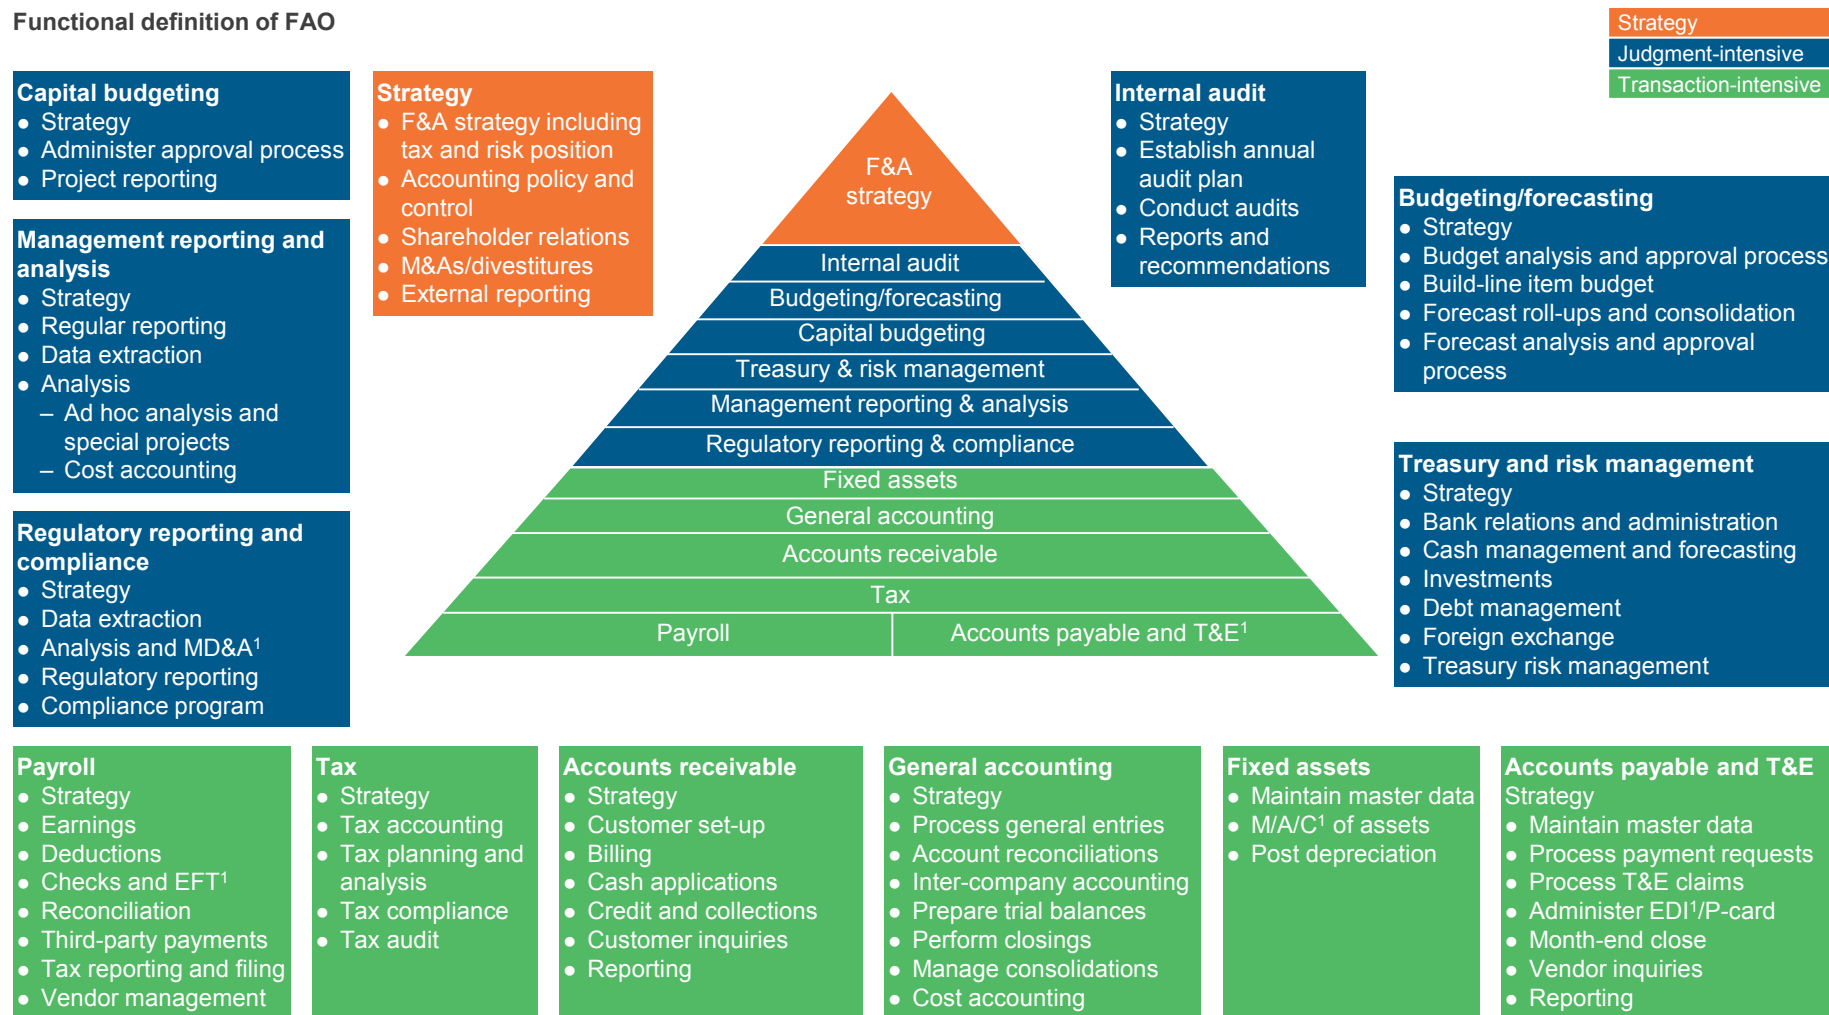 Functional definition of FAO
Strategy
Judgment-intensive
Transaction-intensive
Capital budgeting
● Strategy
● Administer approval process
● Project reporting
Management reporting and
analysis
● Strategy
● Regular reporting
● Data extraction
● Analysis
– Ad hoc analysis and
special projects
– Cost accounting
Regulatory reporting and
compliance
● Strategy
● Data extraction
● Analysis and MD&A¹
● Regulatory reporting
● Compliance program
Strategy
● F&A strategy including
tax and risk position
● Accounting policy and
control
● Shareholder relations
● M&As/divestitures
● External reporting
F&A
strategy
Internal audit
Budgeting/forecasting
Capital budgeting
Treasury & risk management
Management reporting & analysis
Regulatory reporting & compliance
Fixed assets
General accounting
Accounts receivable
Tax
Payroll
Accounts payable and T&E¹
Internal audit
● Strategy
● Establish annual
audit plan
● Conduct audits
● Reports and
recommendations
Budgeting/forecasting
● Strategy
● Budget analysis and approval process
● Build-line item budget
● Forecast roll-ups and consolidation
● Forecast analysis and approval
process
Treasury and risk management
● Strategy
● Bank relations and administration
● Cash management and forecasting
● Investments
● Debt management
● Foreign exchange
● Treasury risk management
Payroll
● Strategy
● Earnings
● Deductions
● Checks and EFT¹
● Reconciliation
● Third-party payments
● Tax reporting and filing
● Vendor management
Tax
● Strategy
● Tax accounting
● Tax planning and
analysis
● Tax compliance
● Tax audit
Accounts receivable
● Strategy
● Customer set-up
● Billing
● Cash applications
● Credit and collections
● Customer inquiries
● Reporting
General accounting
● Strategy
● Process general entries
● Account reconciliations
● Inter-company accounting
● Prepare trial balances
● Perform closings
● Manage consolidations
● Cost accounting
Fixed assets
● Maintain master data
● M/A/C¹ of assets
● Post depreciation
Accounts payable and T&E
Strategy
● Maintain master data
● Process payment requests
● Process T&E claims
● Administer EDI¹/P-card
● Month-end close
● Vendor inquiries
● Reporting